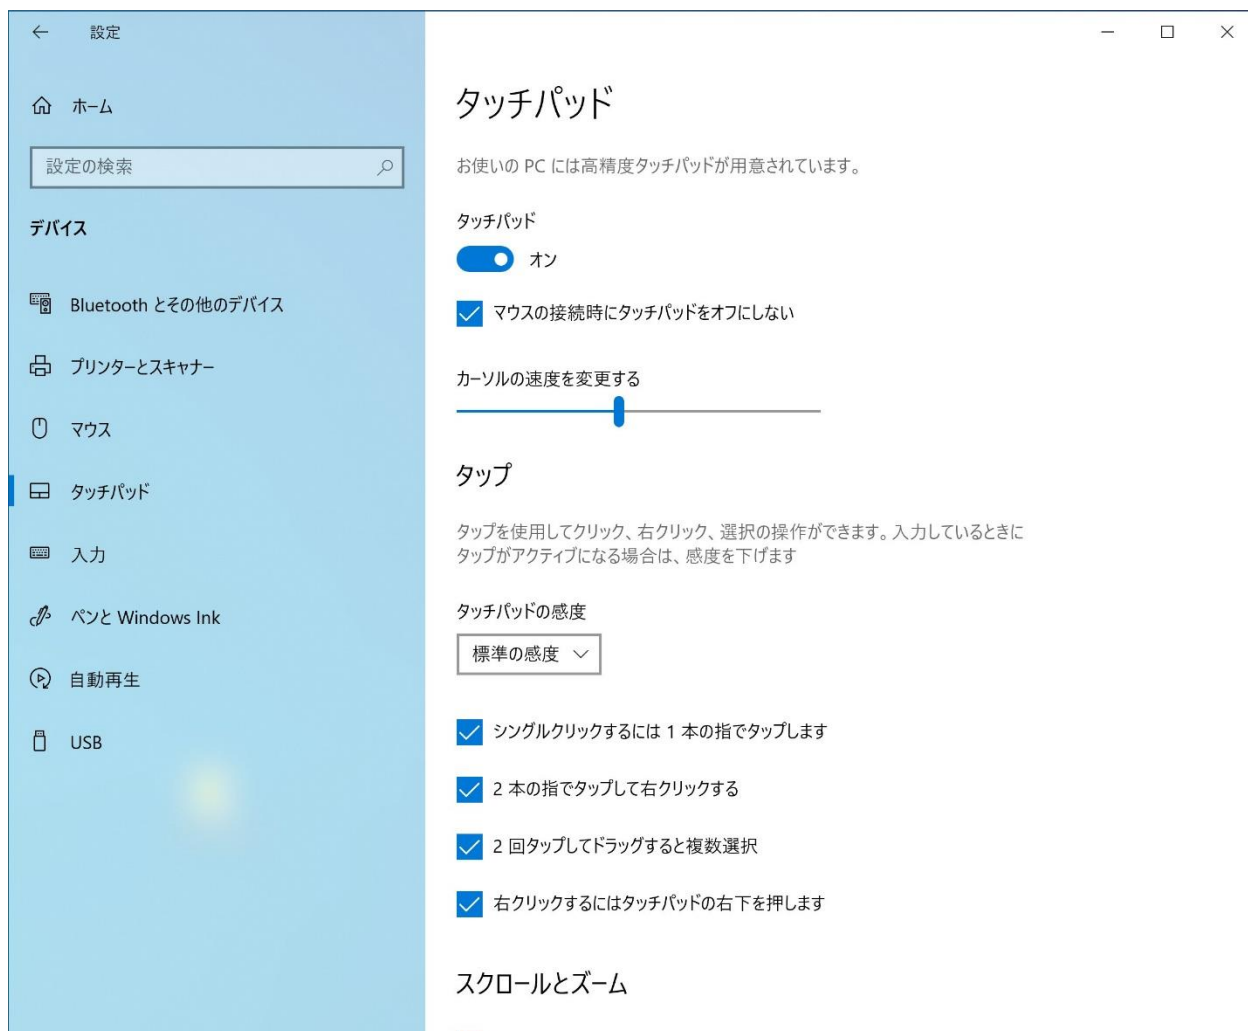 設定
ホーム
設定の検索
デバイス
Bluetooth とその他のデバイス
プリンターとスキャナー
マウス
タッチパッド
入力
ペンと Windows Ink
自動再生
USB
タッチパッド
お使いの PC には高精度タッチパッドが用意されています。
タッチパッド
オン
マウスの接続時にタッチパッドをオフにしない
カーソルの速度を変更する
タップ
タップを使用してクリック、右クリック、選択の操作ができます。入力しているときに
タップがアクティブになる場合は、感度を下げます
タッチパッドの感度
標準の感度
シングルクリックするには 1 本の指でタップします
2 本の指でタップして右クリックする
2 回タップしてドラッグすると複数選択
右クリックするにはタッチパッドの右下を押します
スクロールとズーム